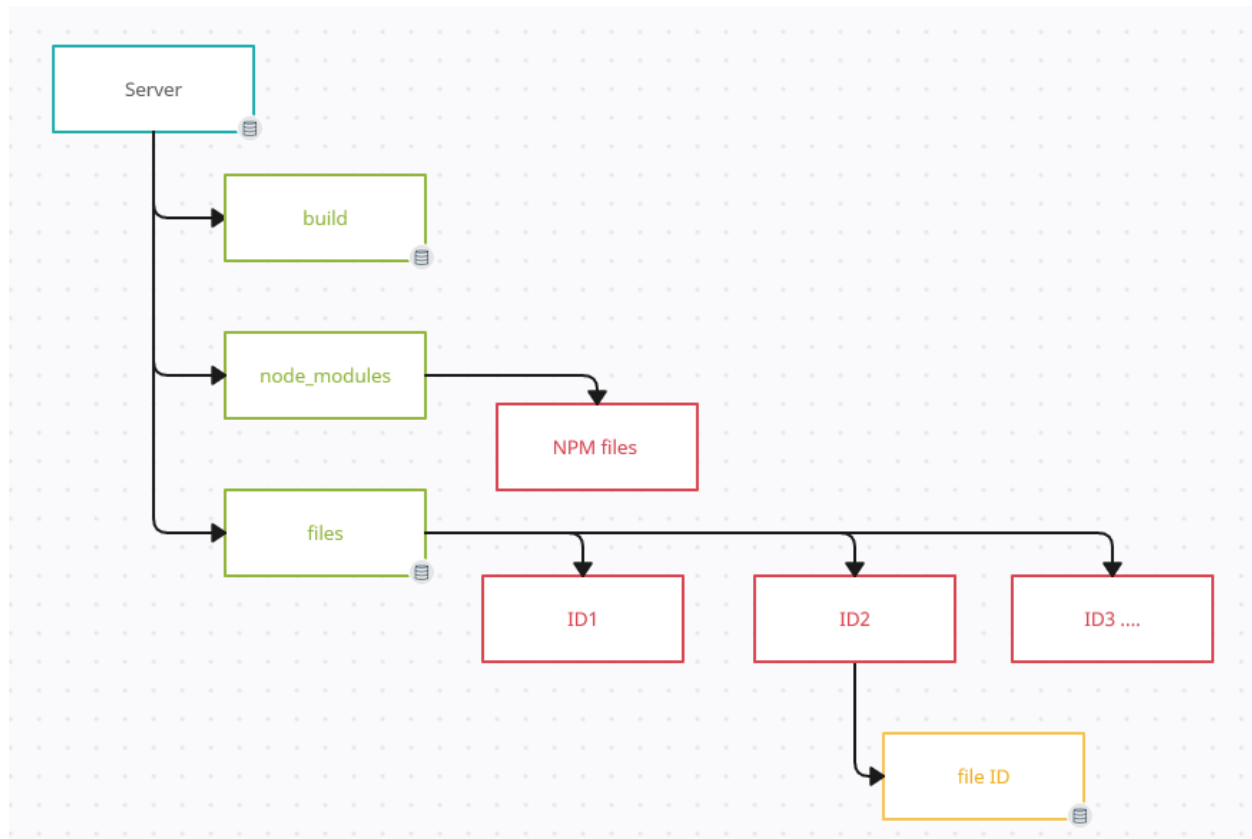 Server
build
node_modules
NPM files
files
ID1
ID2
ID3 ....
file ID